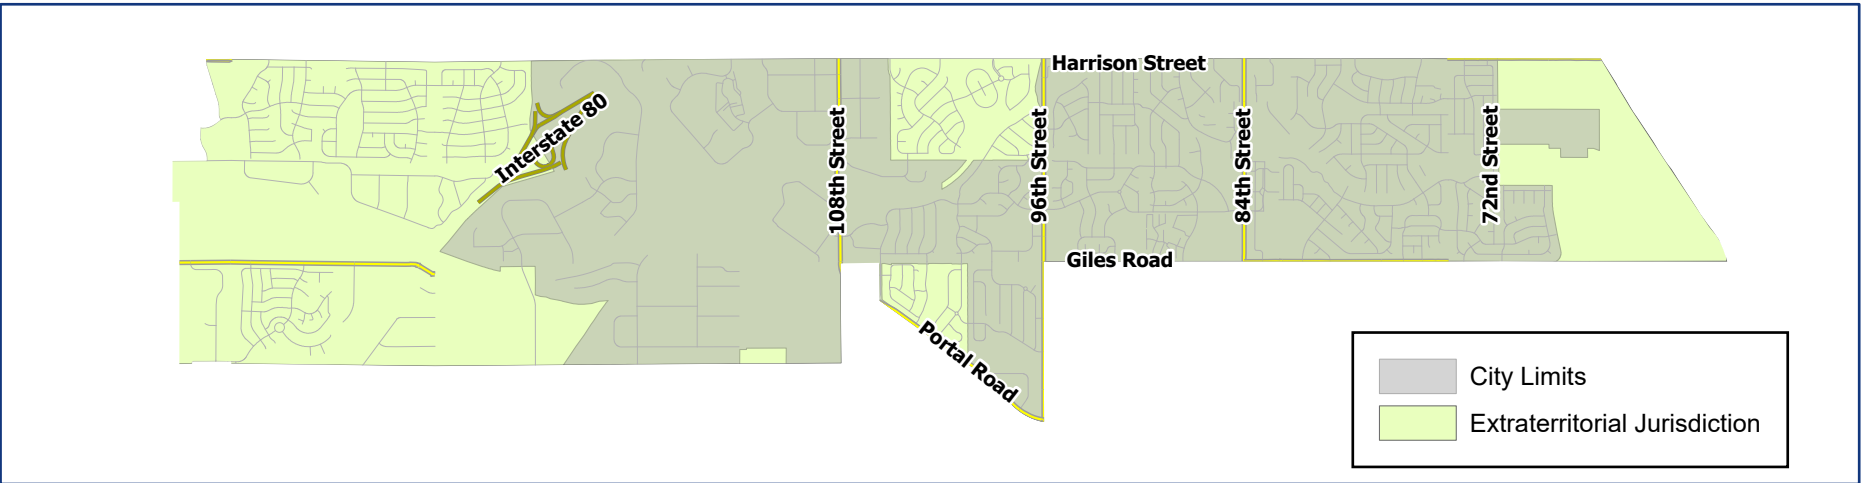 Harrison Street
Interstate 80
108th Street
96th Street
84th Street
72nd Street
Giles Road
Portal Road
City Limits
Extraterritorial Jurisdiction